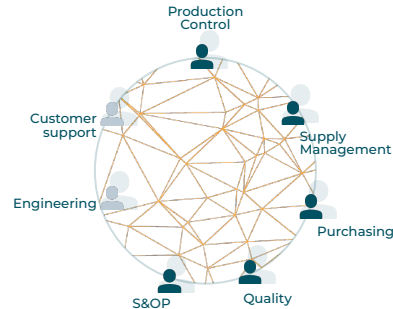 Production
Control
Customer
support
Supply
Management
Engineering
Purchasing
S&OP
Quality